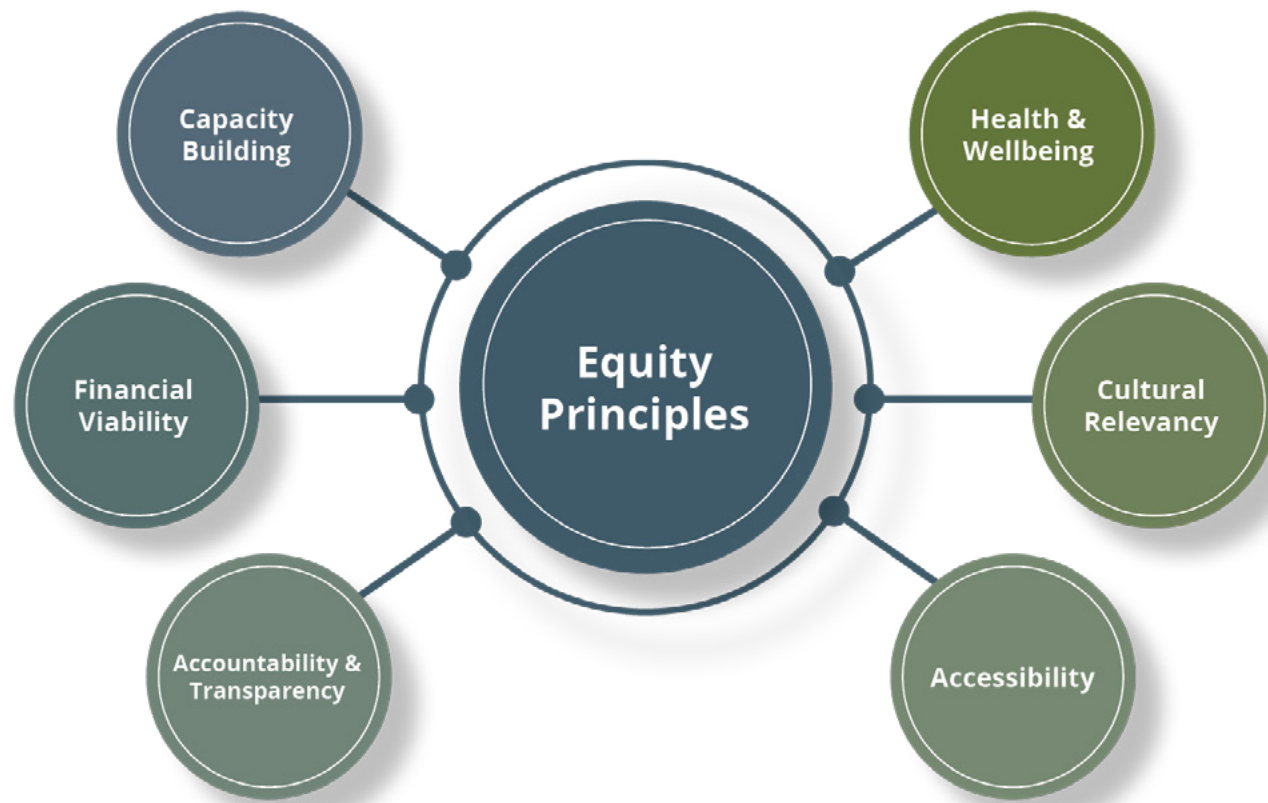 Capacity
Building
Health &
Wellbeing
Equity
Principles
Financial
Viability
Cultural
Relevancy
Accountability &
Transparency
Accessibility